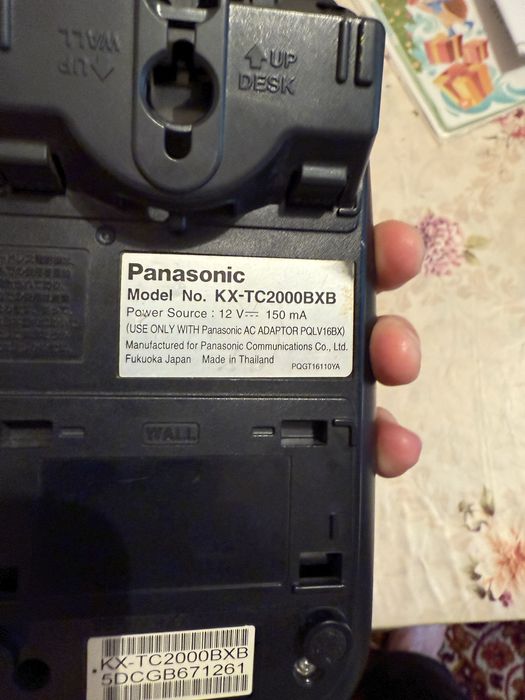 UP
WALL
UP
DESK
Panasonic
Model No. KX-TC2000BXB
Power Source : 12 V⎓ 150 mA
(USE ONLY WITH Panasonic AC ADAPTOR PQLV16BX)
Manufactured for Panasonic Communications Co., Ltd.
Fukuoka Japan Made in Thailand
PQGT16110YA
WALL
KX-TC2000BXB
5DCGB671261